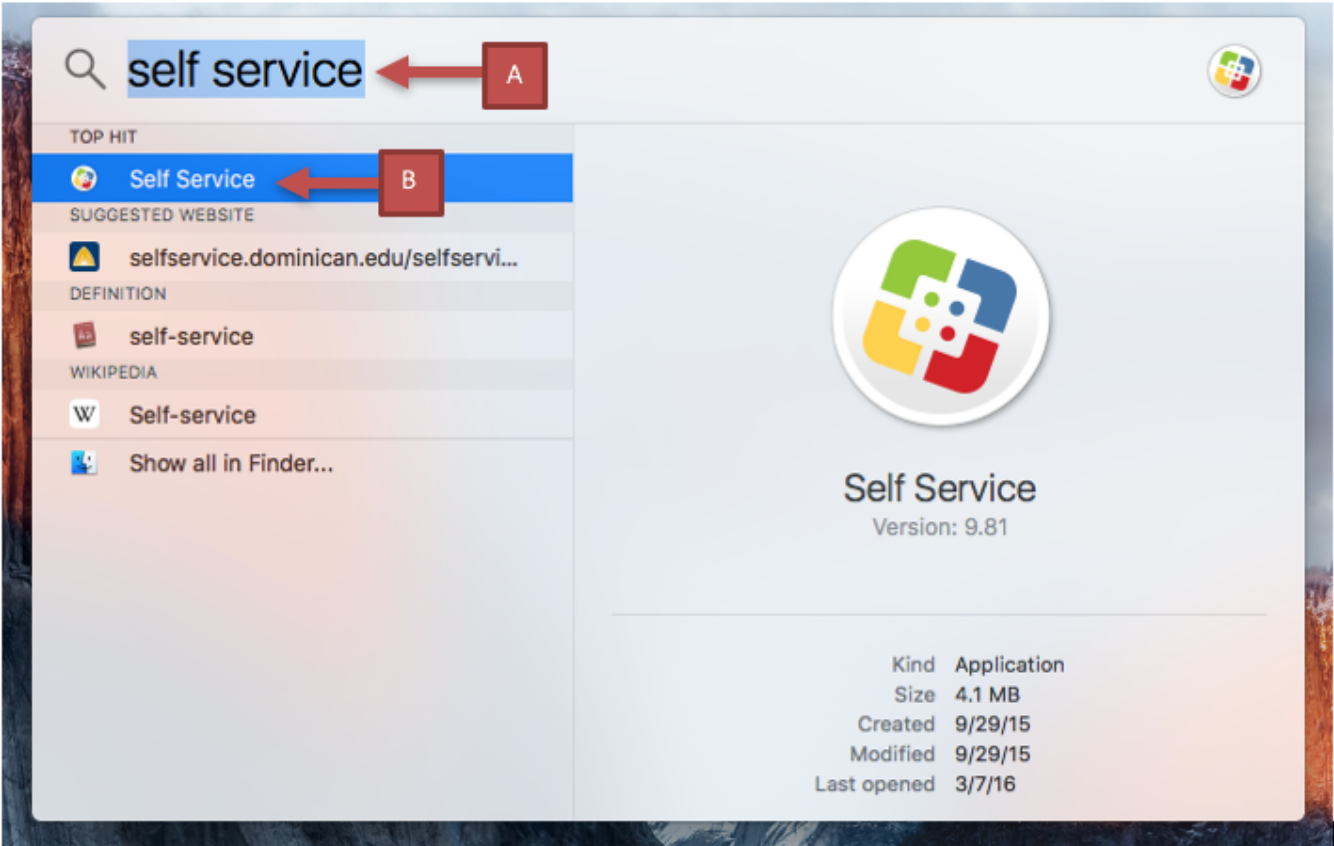 self service
A
TOP HIT
Self Service
B
SUGGESTED WEBSITE
selfservice.dominican.edu/selfservi...
DEFINITION
self-service
WIKIPEDIA
W
Self-service
Show all in Finder...
Self Service
Version: 9.81
Kind Application
Size 4.1 MB
Created 9/29/15
Modified 9/29/15
Last opened 3/7/16